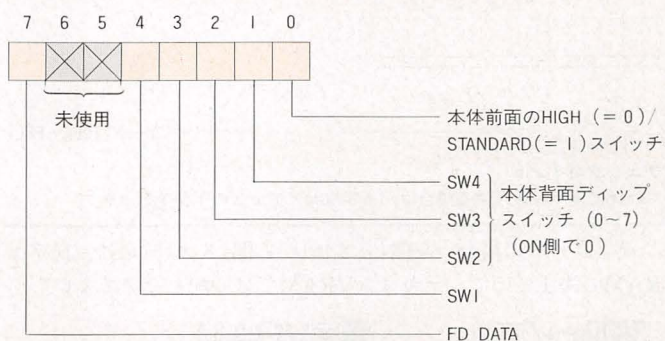 7 6 5 4 3 2 1 0
未使用
本体前面のHIGH（＝0）/
STANDARD（＝1）スイッチ
SW4
SW3
SW2
本体背面ディップ
スイッチ（0〜7）
（ON側で0）
SW1
FD DATA